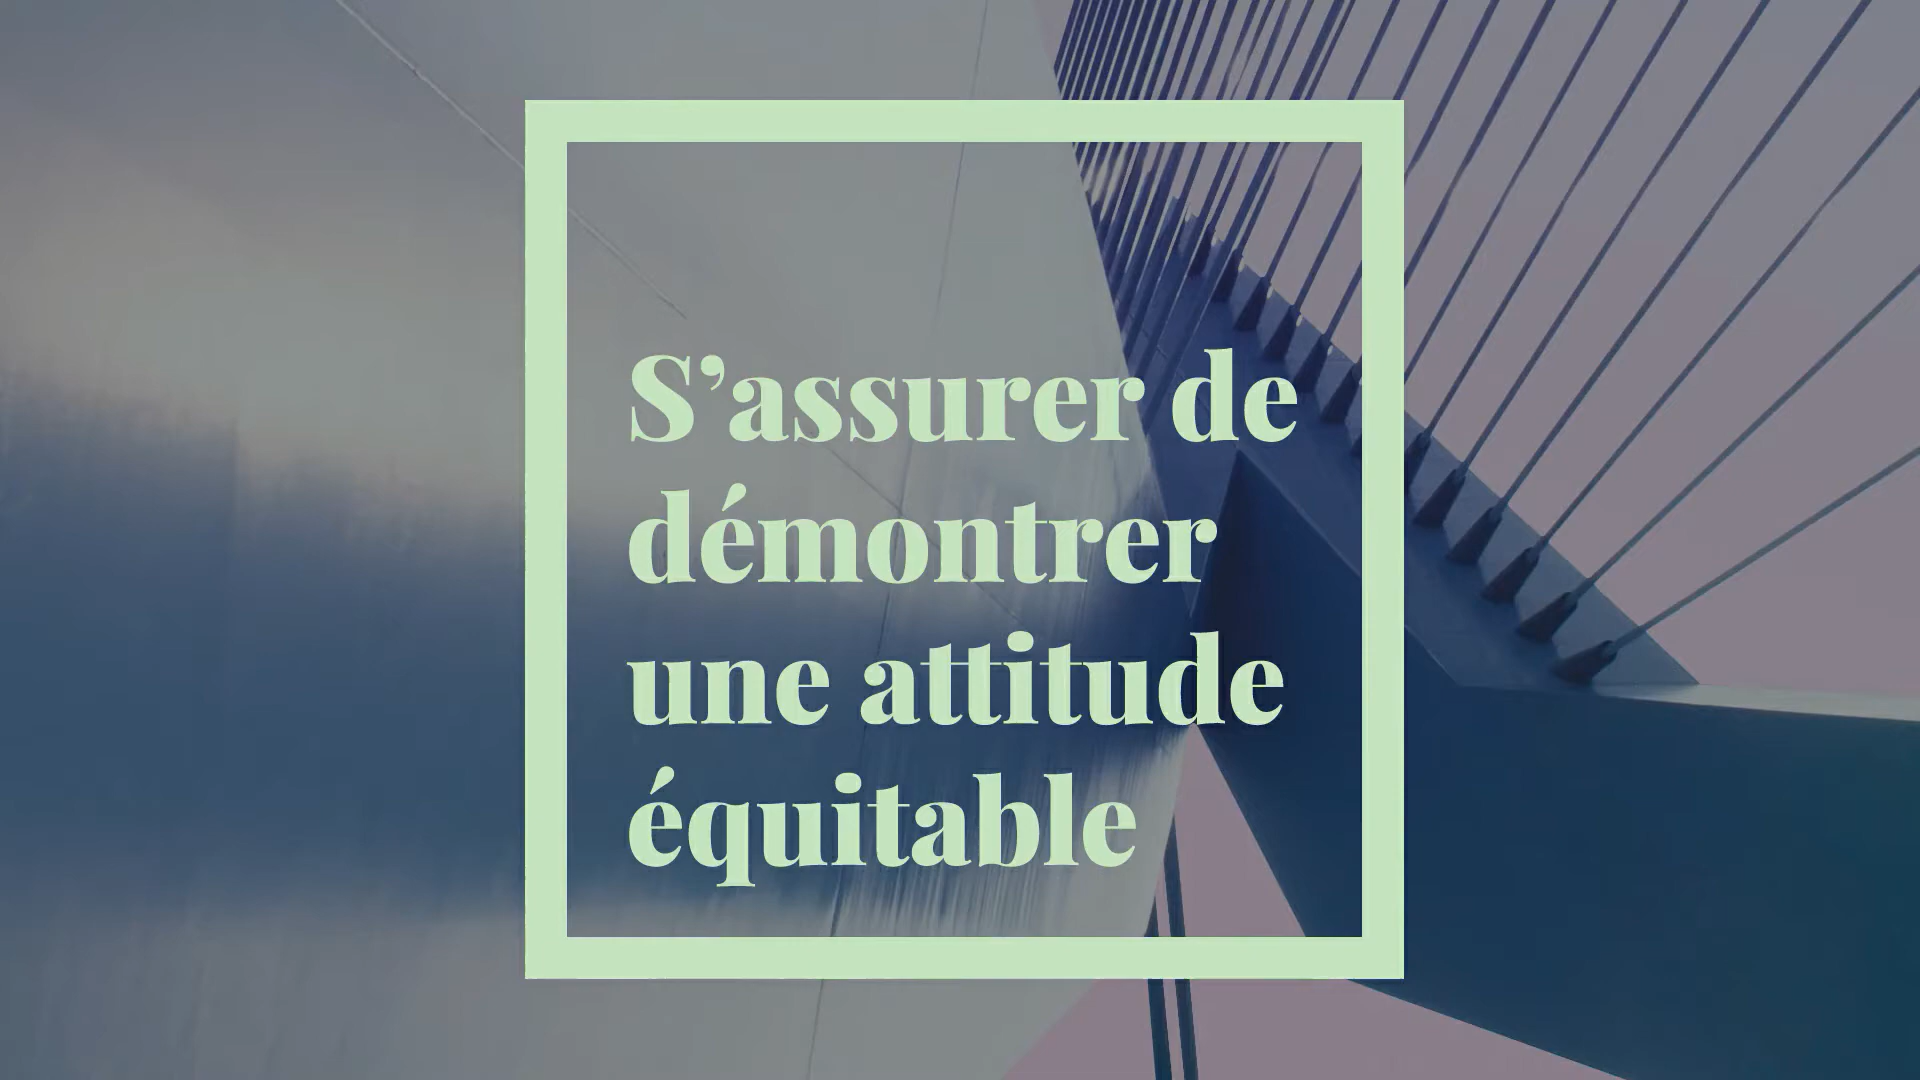 S’assurer de
démontrer
une attitude
équitable